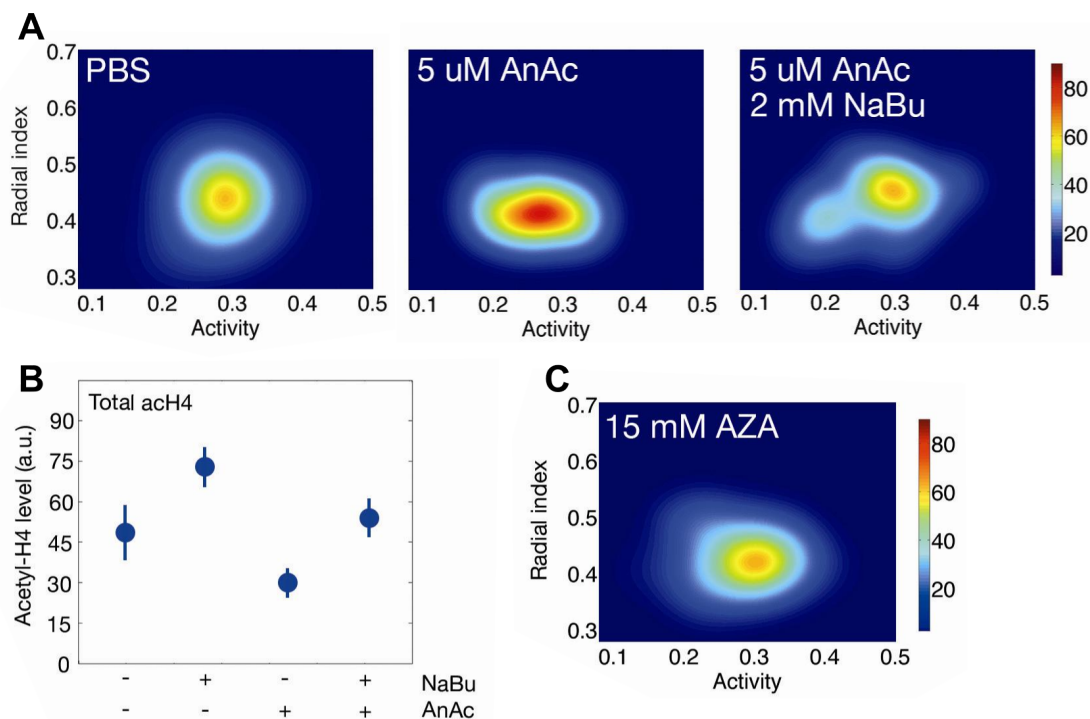 A
PBS
5 uM AnAc
5 uM AnAc
2 mM NaBu
Radial index
0.7
0.6
0.5
0.4
0.3
0.1 0.2 0.3 0.4 0.5
Activity
0.1 0.2 0.3 0.4 0.5
Activity
0.1 0.2 0.3 0.4 0.5
Activity
80
60
40
20
B
Total acH4
Acetyl-H4 level (a.u.)
90
75
60
45
30
15
0
- + - + NaBu
- - + + AnAc
C
15 mM AZA
Radial index
0.7
0.6
0.5
0.4
0.3
0.1 0.2 0.3 0.4 0.5
Activity
80
60
40
20